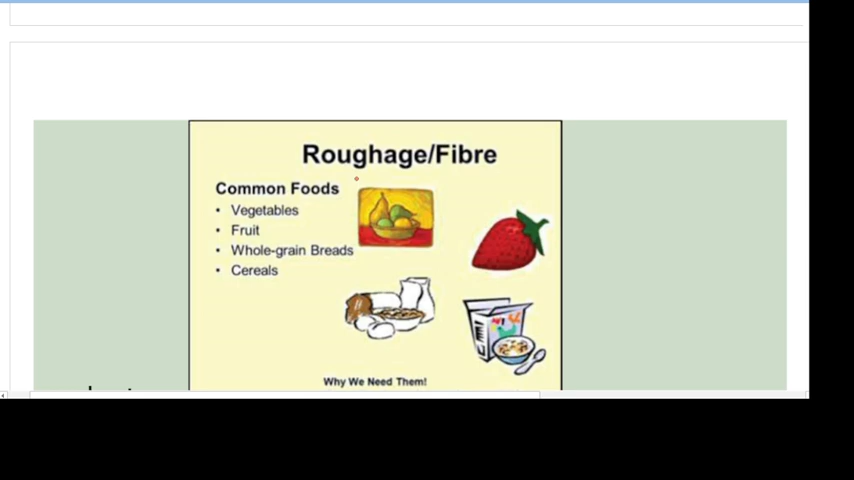 Roughage/Fibre
Common Foods
• Vegetables
• Fruit
• Whole-grain Breads
• Cereals
Why We Need Them!